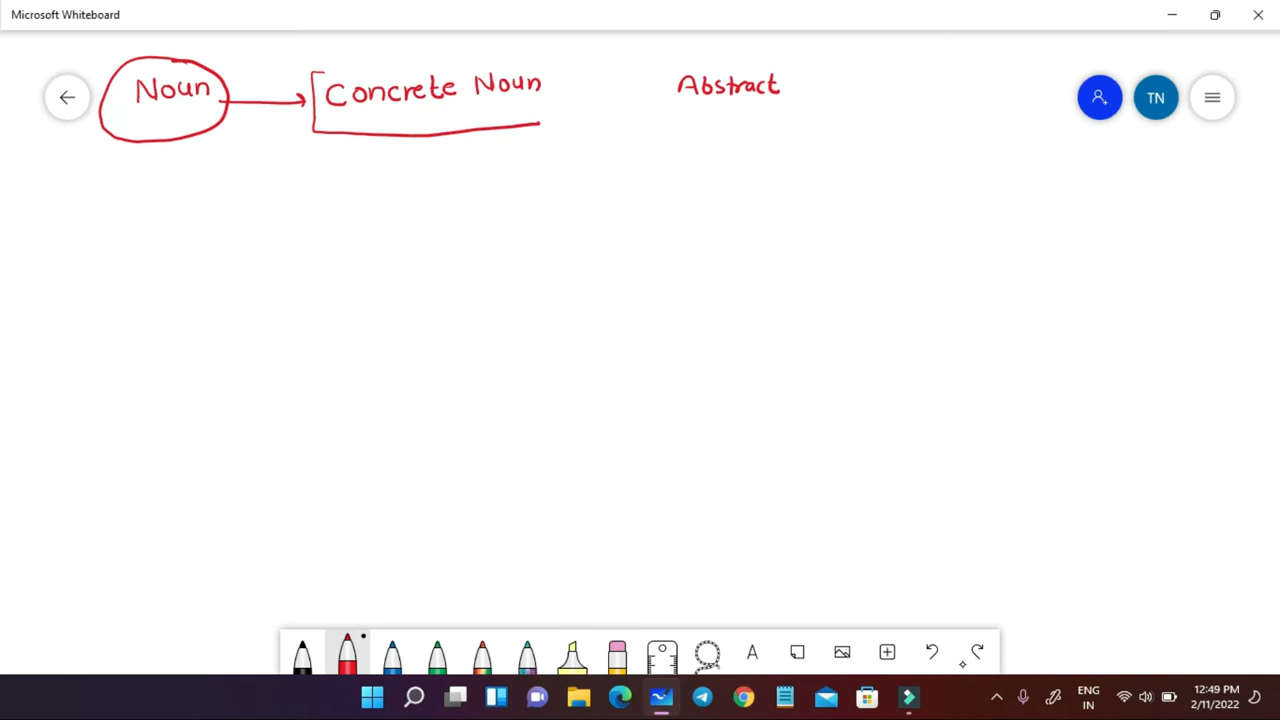 Microsoft Whiteboard
Noun Concrete Noun Abstract
TN
A
ENG
IN
12:49 PM
2/11/2022